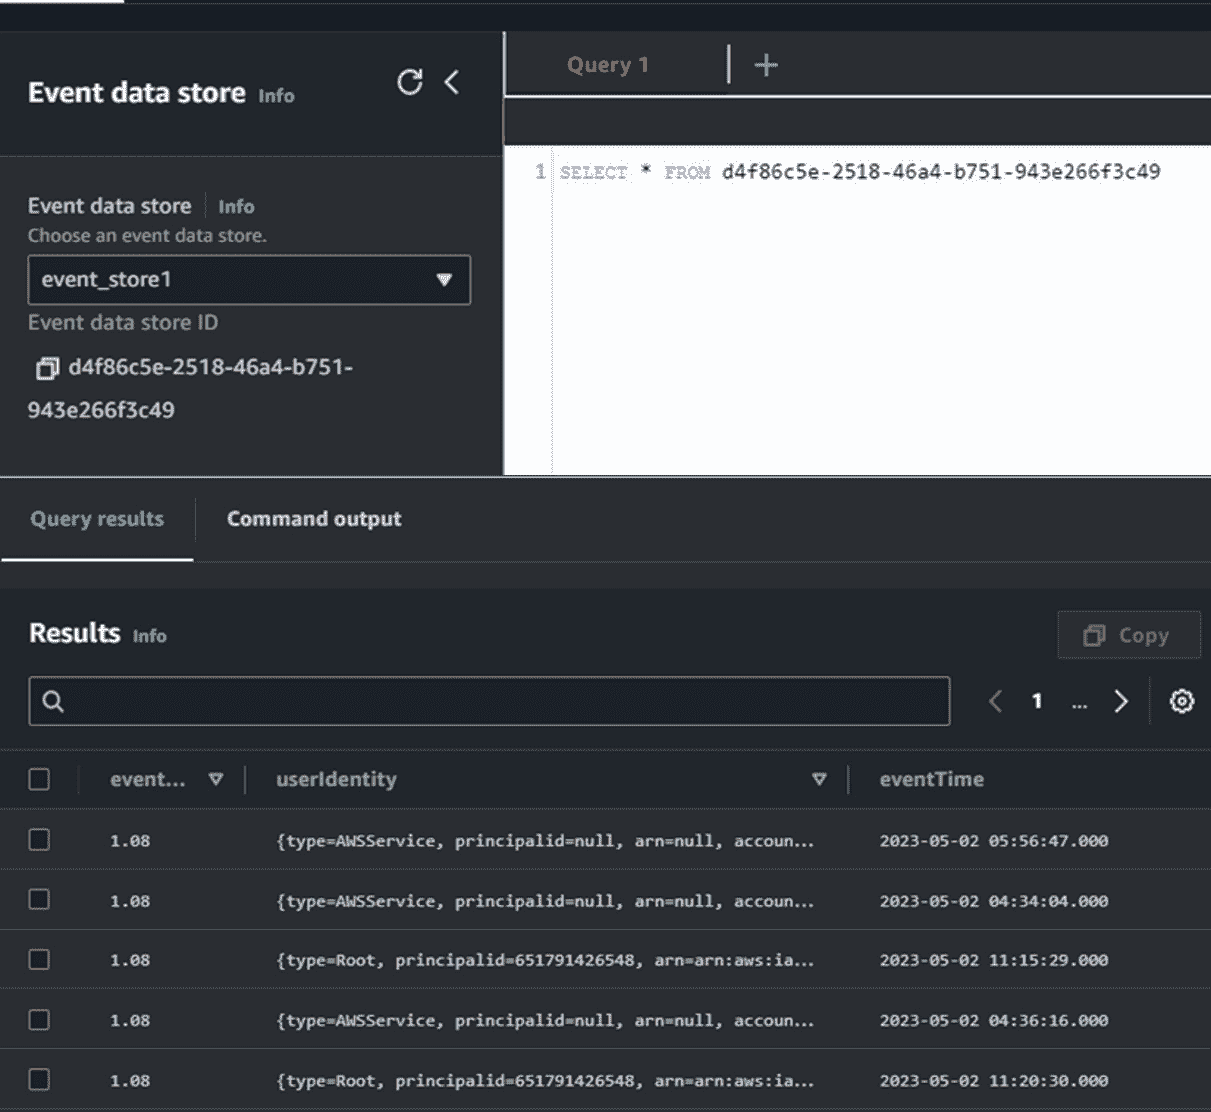 Event data store Info
Query 1
Event data store Info
Choose an event data store.
event_store1
Event data store ID
d4f86c5e-2518-46a4-b751-
943e266f3c49
1 SELECT * FROM d4f86c5e-2518-46a4-b751-943e266f3c49
Query results Command output
Results Info
Copy
1 ...
event... userIdentity eventTime
1.08 {type=AWSService, principalid=null, arn=null, accoun... 2023-05-02 05:56:47.000
1.08 {type=AWSService, principalid=null, arn=null, accoun... 2023-05-02 04:34:04.000
1.08 {type=Root, principalid=651791426548, arn=arn:aws:ia... 2023-05-02 11:15:29.000
1.08 {type=AWSService, principalid=null, arn=null, accoun... 2023-05-02 04:36:16.000
1.08 {type=Root, principalid=651791426548, arn=arn:aws:ia... 2023-05-02 11:20:30.000